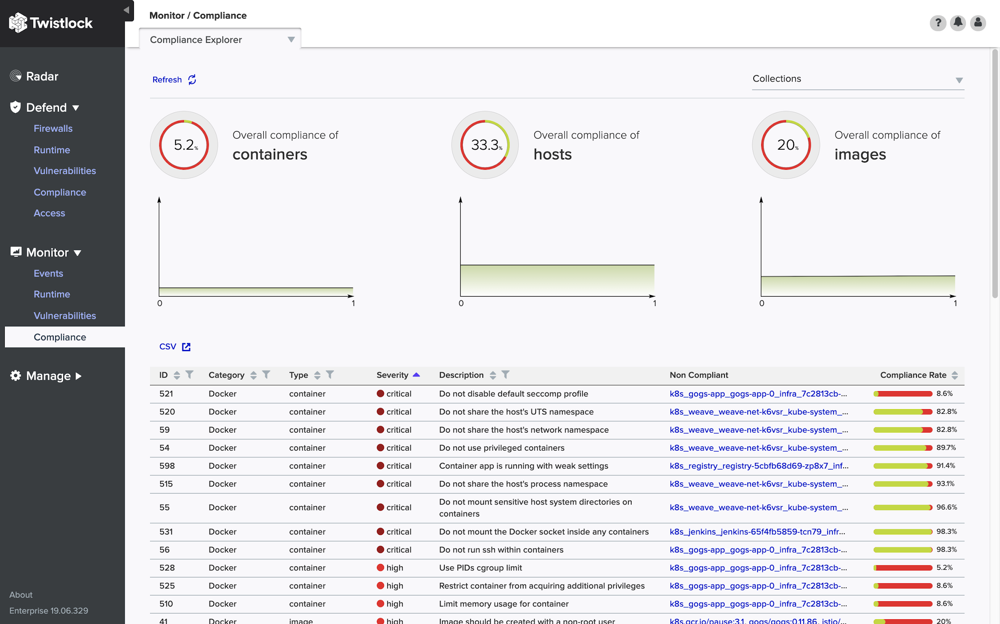 Twistlock
Monitor / Compliance
Compliance Explorer
?
Radar
Defend
Firewalls
Runtime
Vulnerabilities
Compliance
Access
Monitor
Events
Runtime
Vulnerabilities
Compliance
Manage
About
Enterprise 19.06.329
Refresh
Collections
5.2%
Overall compliance of
containers
33.3%
Overall compliance of
hosts
20%
Overall compliance of
images
0 1
0 1
0 1
CSV
ID Category Type Severity Description Non Compliant Compliance Rate
521 Docker container critical Do not disable default seccomp profile k8s_gogs-app_gogs-app-0_infra_7c2813cb-... 8.6%
520 Docker container critical Do not share the host's UTS namespace k8s_weave_weave-net-k6vsr_kube-system_... 82.8%
59 Docker container critical Do not share the host's network namespace k8s_weave_weave-net-k6vsr_kube-system_... 82.8%
54 Docker container critical Do not use privileged containers k8s_weave_weave-net-k6vsr_kube-system_... 89.7%
598 Docker container critical Container app is running with weak settings k8s_registry_registry-5cbfb68d69-zp8x7_inf... 91.4%
515 Docker container critical Do not share the host's process namespace k8s_weave_weave-net-k6vsr_kube-system_... 93.1%
55 Docker container critical Do not mount sensitive host system directories on
containers k8s_weave_weave-net-k6vsr_kube-system_... 96.6%
531 Docker container critical Do not mount the Docker socket inside any containers k8s_jenkins_jenkins-65f4fb5859-tcn79_infr... 98.3%
56 Docker container critical Do not run ssh within containers k8s_gogs-app_gogs-app-0_infra_7c2813cb-... 98.3%
528 Docker container high Use PIDs cgroup limit k8s_gogs-app_gogs-app-0_infra_7c2813cb-... 5.2%
525 Docker container high Restrict container from acquiring additional privileges k8s_gogs-app_gogs-app-0_infra_7c2813cb-... 8.6%
510 Docker container high Limit memory usage for container k8s_gogs-app_gogs-app-0_infra_7c2813cb-... 8.6%
41 Docker image high Image should be created with a non-root user k8s.gcr.io/pause:3.1, gogs/gogs:0.11.86, istio/... 20%